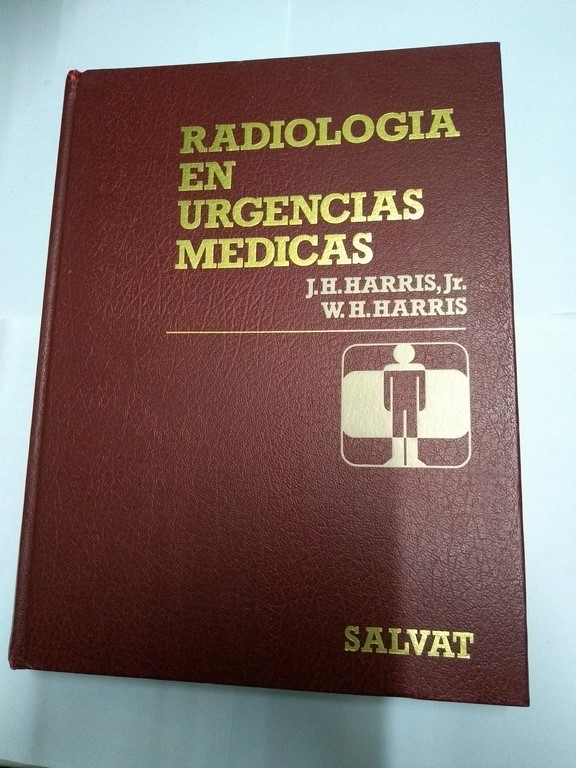 RADIOLOGIA
EN
URGENCIAS
MEDICAS
J.H.HARRIS,Jr.
W.H.HARRIS
SALVAT